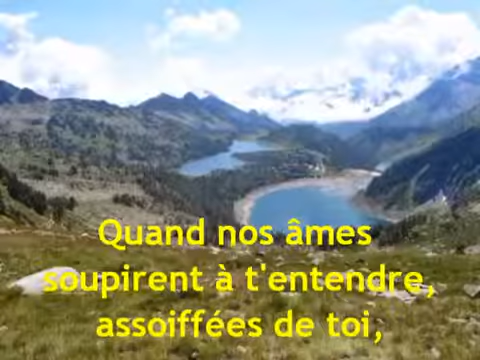 Quand nos âmes
soupirent à t'entendre,
assoiffées de toi,